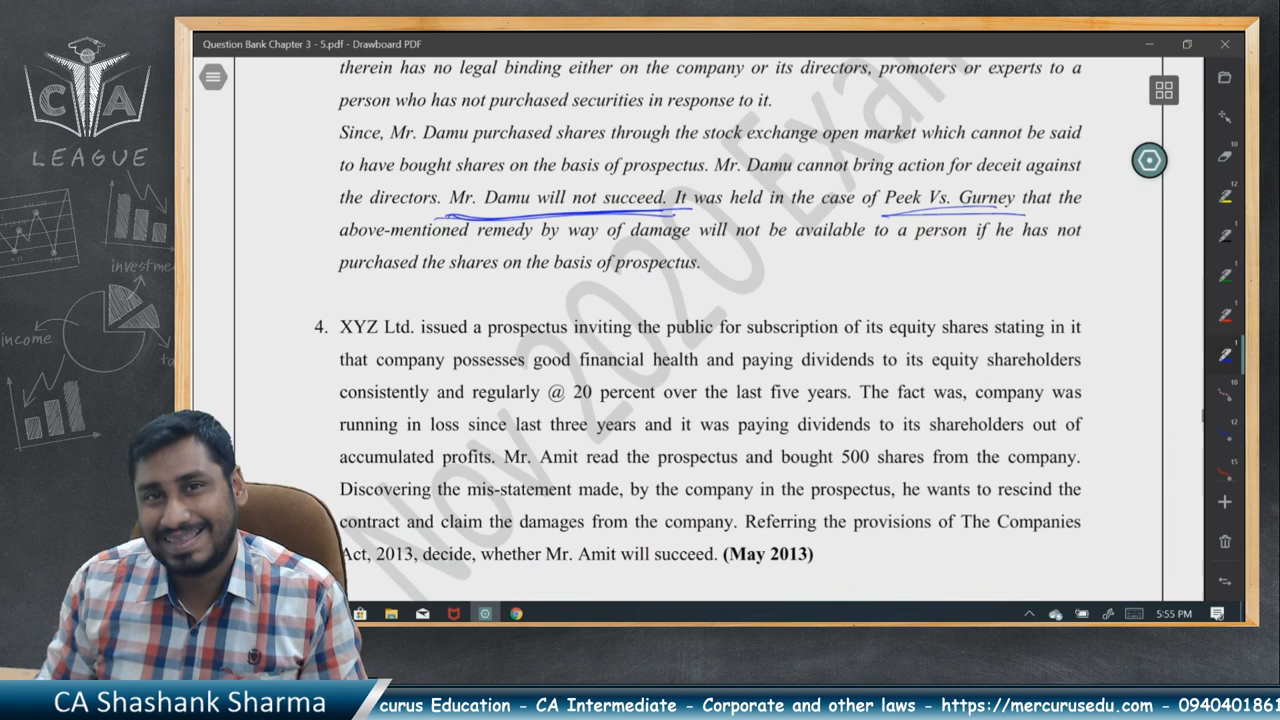 CA
LEAGUE
investme
income
Question Bank Chapter 3 - 5.pdf - Drawboard PDF
therein has no legal binding either on the company or its directors, promoters or experts to a
person who has not purchased securities in response to it.
Since, Mr. Damu purchased shares through the stock exchange open market which cannot be said
to have bought shares on the basis of prospectus. Mr. Damu cannot bring action for deceit against
the directors. Mr. Damu will not succeed. It was held in the case of Peek Vs. Gurney that the
above-mentioned remedy by way of damage will not be available to a person if he has not
purchased the shares on the basis of prospectus.
4. XYZ Ltd. issued a prospectus inviting the public for subscription of its equity shares stating in it
that company possesses good financial health and paying dividends to its equity shareholders
consistently and regularly @ 20 percent over the last five years. The fact was, company was
running in loss since last three years and it was paying dividends to its shareholders out of
accumulated profits. Mr. Amit read the prospectus and bought 500 shares from the company.
Discovering the mis-statement made, by the company in the prospectus, he wants to rescind the
contract and claim the damages from the company. Referring the provisions of The Companies
Act, 2013, decide, whether Mr. Amit will succeed. (May 2013)
Nov 2020 Exam
10
12
1
1
1
1
10
12
15
5:55 PM
CA Shashank Sharma
curus Education - CA Intermediate - Corporate and other laws - https://mercurusedu.com - 0940401861